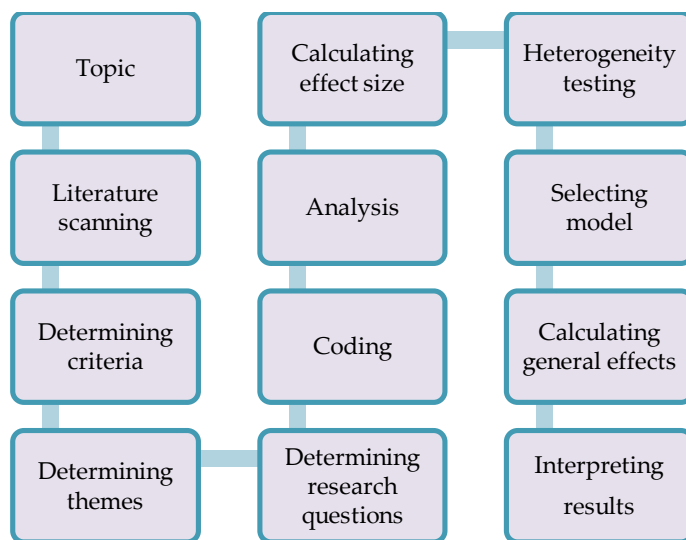 Topic
Literature
scanning
Determining
criteria
Determining
themes
Determining
research
questions
Coding
Analysis
Calculating
effect size
Heterogeneity
testing
Selecting
model
Calculating
general effects
Interpreting
results